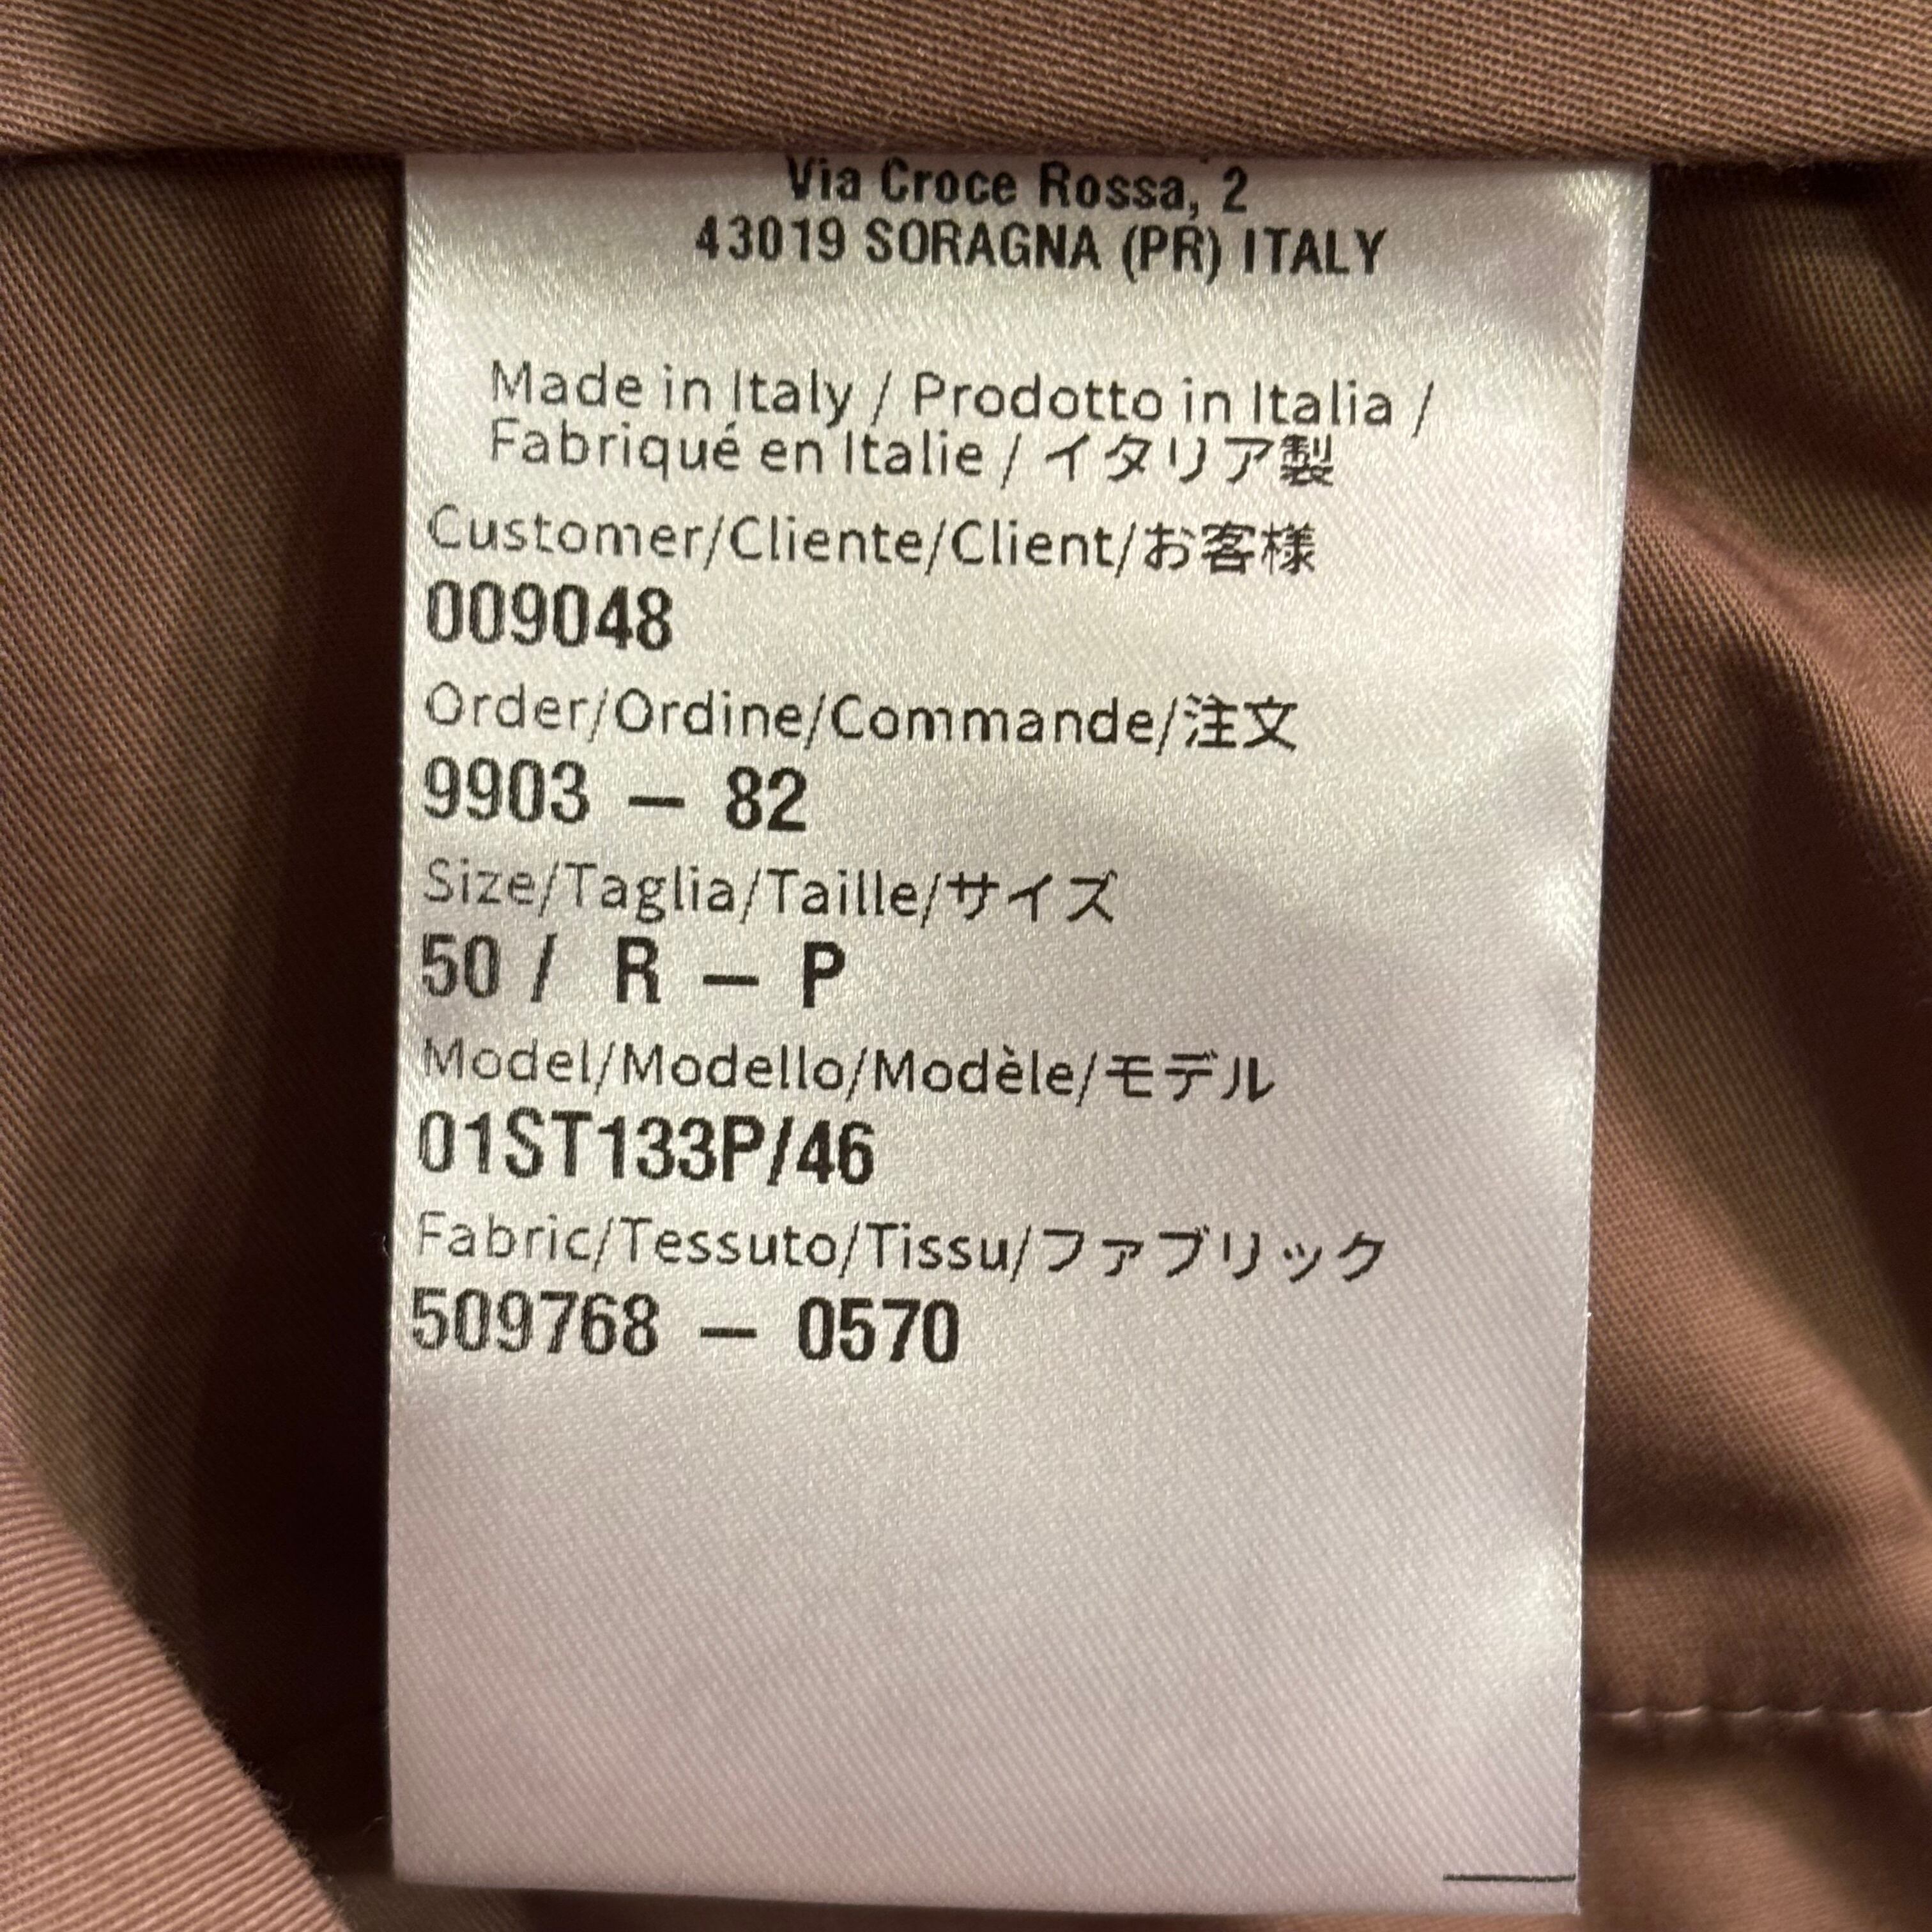 Via Croce Rossa, 2
43019 SORAGNA (PR) ITALY
Made in Italy / Prodotto in Italia /
Fabriqué en Italie / イタリア製
Customer/Cliente/Client/お客様
009048
Order/Ordine/Commande/注文
9903 – 82
Size/Taglia/Taille/サイズ
50 / R – P
Model/Modello/Modèle/モデル
01ST133P/46
Fabric/Tessuto/Tissu/ファブリック
509768 – 0570